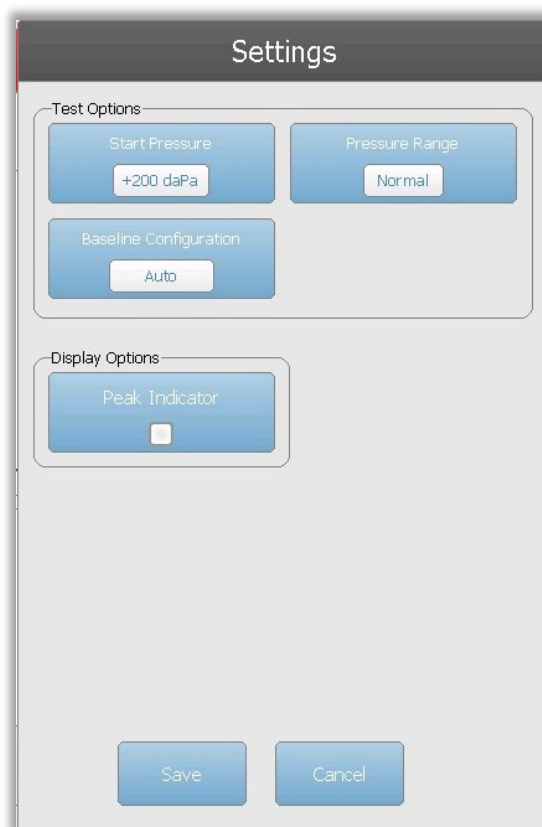 Settings
Test Options
Start Pressure
Pressure Range
+200 daPa
Normal
Baseline Configuration
Auto
Display Options
Peak Indicator
Save
Cancel